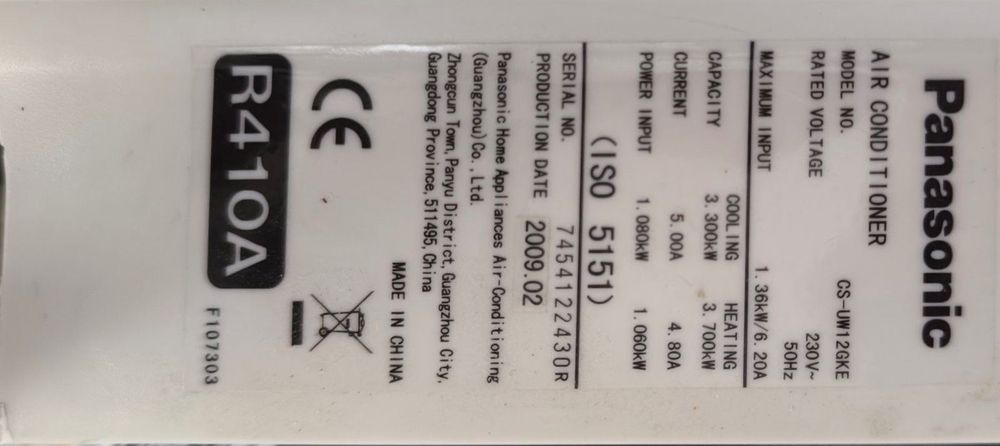 Panasonic
AIR CONDITIONER
MODEL NO. CS-UW12GKE
RATED VOLTAGE 230V~
50Hz
MAXIMUM INPUT 1.36kW/6.20A
COOLING HEATING
CAPACITY 3.300kW 3.700kW
CURRENT 5.00A 4.80A
POWER INPUT 1.080kW 1.060kW
(ISO 5151)
SERIAL NO. 7454122430R
PRODUCTION DATE 2009.02
Panasonic Home Appliances Air-Conditioning
(Guangzhou)Co.,Ltd.
Zhongcun Town, Panyu District, Guangzhou City,
Guangdong Province, 511495, China
MADE IN CHINA
CE
R410A
F107303